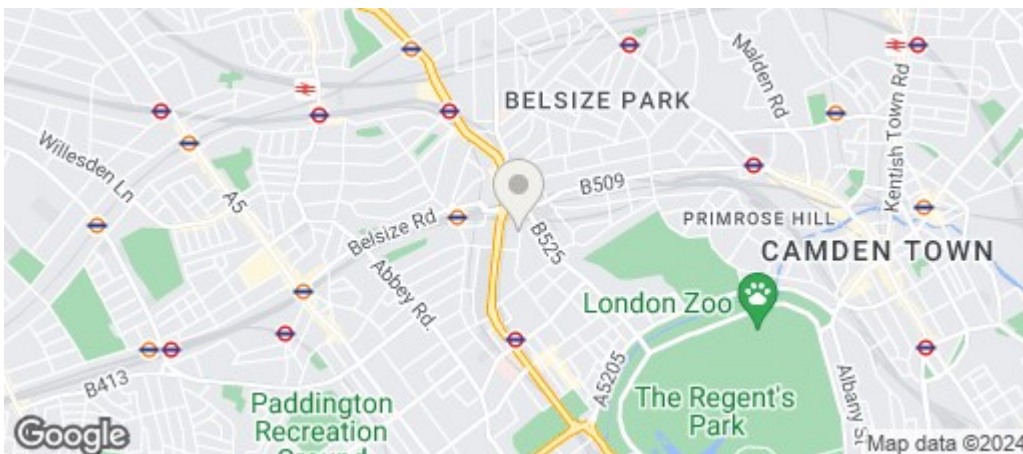 Malden Rd
BELSIZE PARK
Kentish Town Rd
Willesden Ln
A5
B509
PRIMROSE HILL
Belsize Rd
B525
CAMDEN TOWN
Abbey Rd.
London Zoo
A5205
B413
Albany St
The Regent's
Park
Paddington
Recreation
Ground
Google
Map data ©2024